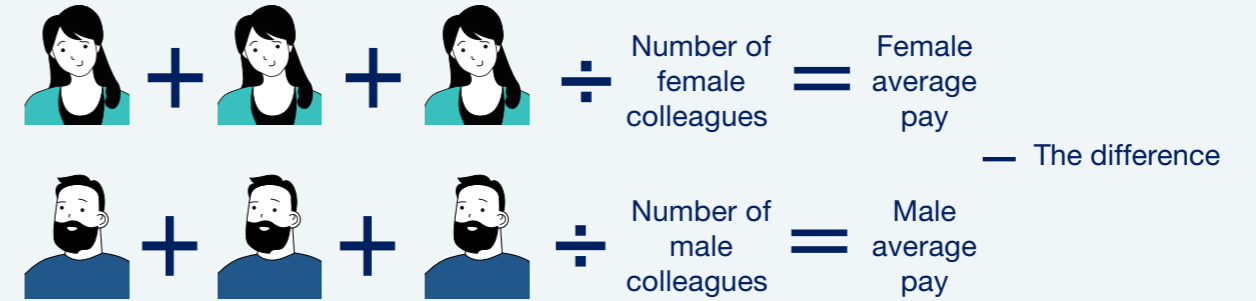 + + ÷ Number of
female
colleagues
= Female
average
pay
— The difference
+ + ÷ Number of
male
colleagues
= Male
average
pay